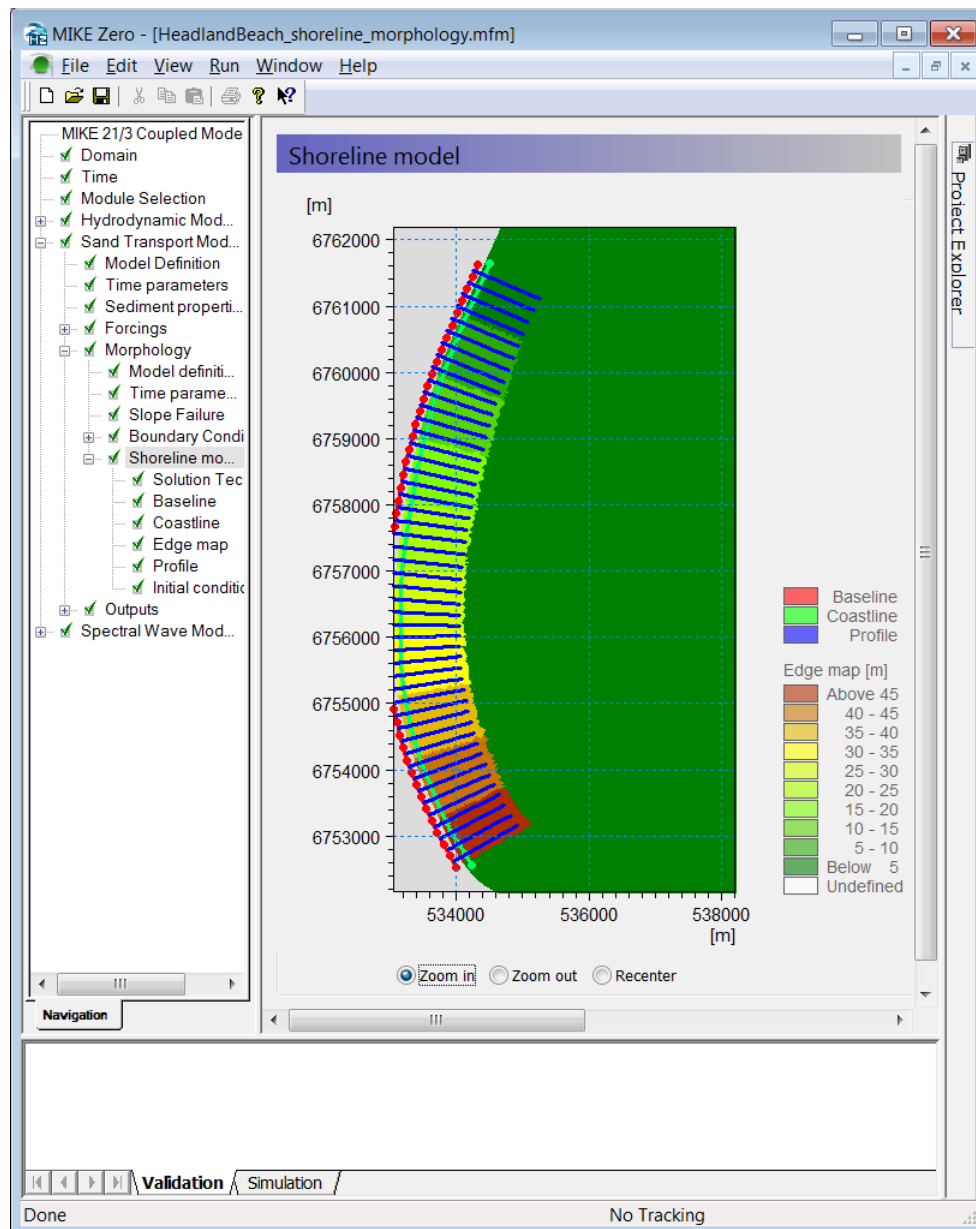 MIKE Zero - [HeadlandBeach_shoreline_morphology.mfm]
File Edit View Run Window Help
MIKE 21/3 Coupled Mode
Domain
Time
Module Selection
Hydrodynamic Mod...
Sand Transport Mod...
Model Definition
Time parameters
Sediment properti...
Forcings
Morphology
Model definiti...
Time parame...
Slope Failure
Boundary Condi
Shoreline mo...
Solution Tec
Baseline
Coastline
Edge map
Profile
Initial conditic
Outputs
Spectral Wave Mod...
Navigation
Shoreline model
[m]
6762000
6761000
6760000
6759000
6758000
6757000
6756000
6755000
6754000
6753000
534000 536000 538000
[m]
Baseline
Coastline
Profile
Edge map [m]
Above 45
40 - 45
35 - 40
30 - 35
25 - 30
20 - 25
15 - 20
10 - 15
5 - 10
Below 5
Undefined
Zoom in Zoom out Recenter
Project Explorer
Validation Simulation
Done No Tracking